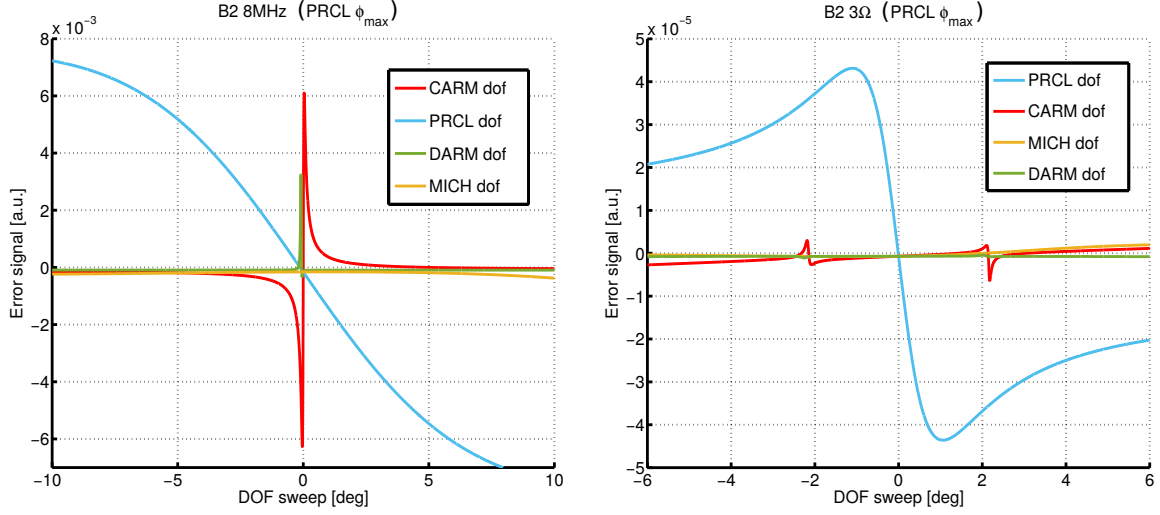 B2 8MHz (PRCL ϕmax)
x 10−3
8
6
4
2
0
−2
−4
−6
Error signal [a.u.]
CARM dof
PRCL dof
DARM dof
MICH dof
−10
−5
0
5
10
DOF sweep [deg]
B2 3Ω (PRCL ϕmax)
x 10−5
5
4
3
2
1
0
−1
−2
−3
−4
−5
Error signal [a.u.]
PRCL dof
CARM dof
MICH dof
DARM dof
−6
−4
−2
0
2
4
6
DOF sweep [deg]